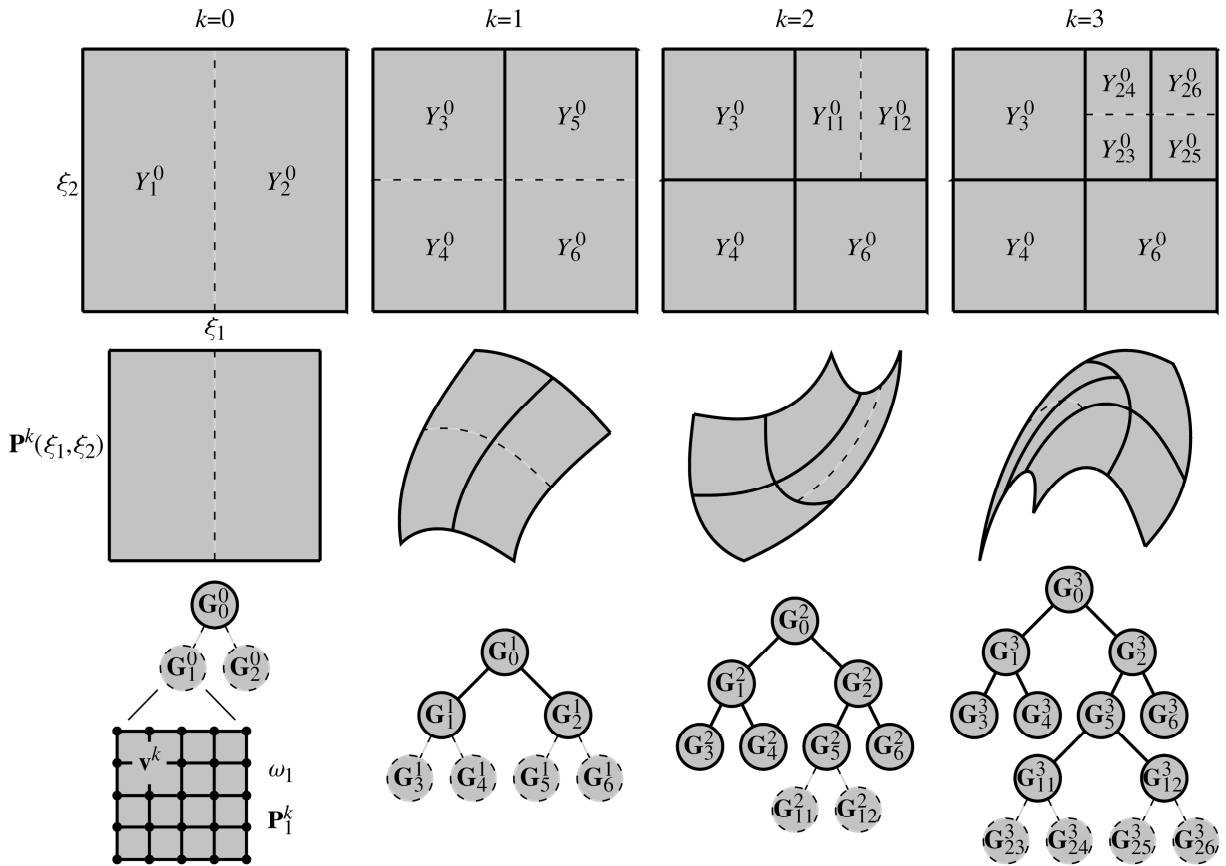 k=0 k=1 k=2 k=3
Y₃⁰ Y₅⁰ Y₃⁰ Y₁₁⁰ Y₁₂⁰ Y₃⁰ Y₂₄⁰ Y₂₆⁰
Y₂₃⁰ Y₂₅⁰
ξ₂ Y₁⁰ Y₂⁰
Y₄⁰ Y₆⁰ Y₄⁰ Y₆⁰ Y₄⁰ Y₆⁰
ξ₁
𝐏ᵏ(ξ₁,ξ₂)
𝐆₀⁰
𝐆₁⁰ 𝐆₂⁰
𝐯ᵏ
ω₁
𝐏₁ᵏ
𝐆₀¹
𝐆₁¹ 𝐆₂¹
𝐆₃¹ 𝐆₄¹ 𝐆₅¹ 𝐆₆¹
𝐆₀²
𝐆₁² 𝐆₂²
𝐆₃² 𝐆₄² 𝐆₅² 𝐆₆²
𝐆₁₁² 𝐆₁₂²
𝐆₀³
𝐆₁³ 𝐆₂³
𝐆₃³ 𝐆₄³ 𝐆₅³ 𝐆₆³
𝐆₁₁³ 𝐆₁₂³
𝐆₂₃³ 𝐆₂₄³ 𝐆₂₅³ 𝐆₂₆³